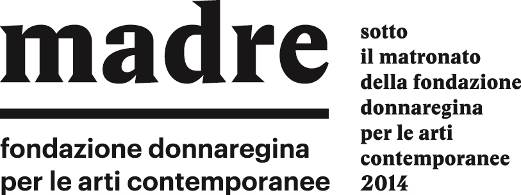 madre
fondazione donnaregina
per le arti contemporanee
sotto
il matronato
della fondazione
donnaregina
per le arti
contemporanee
2014